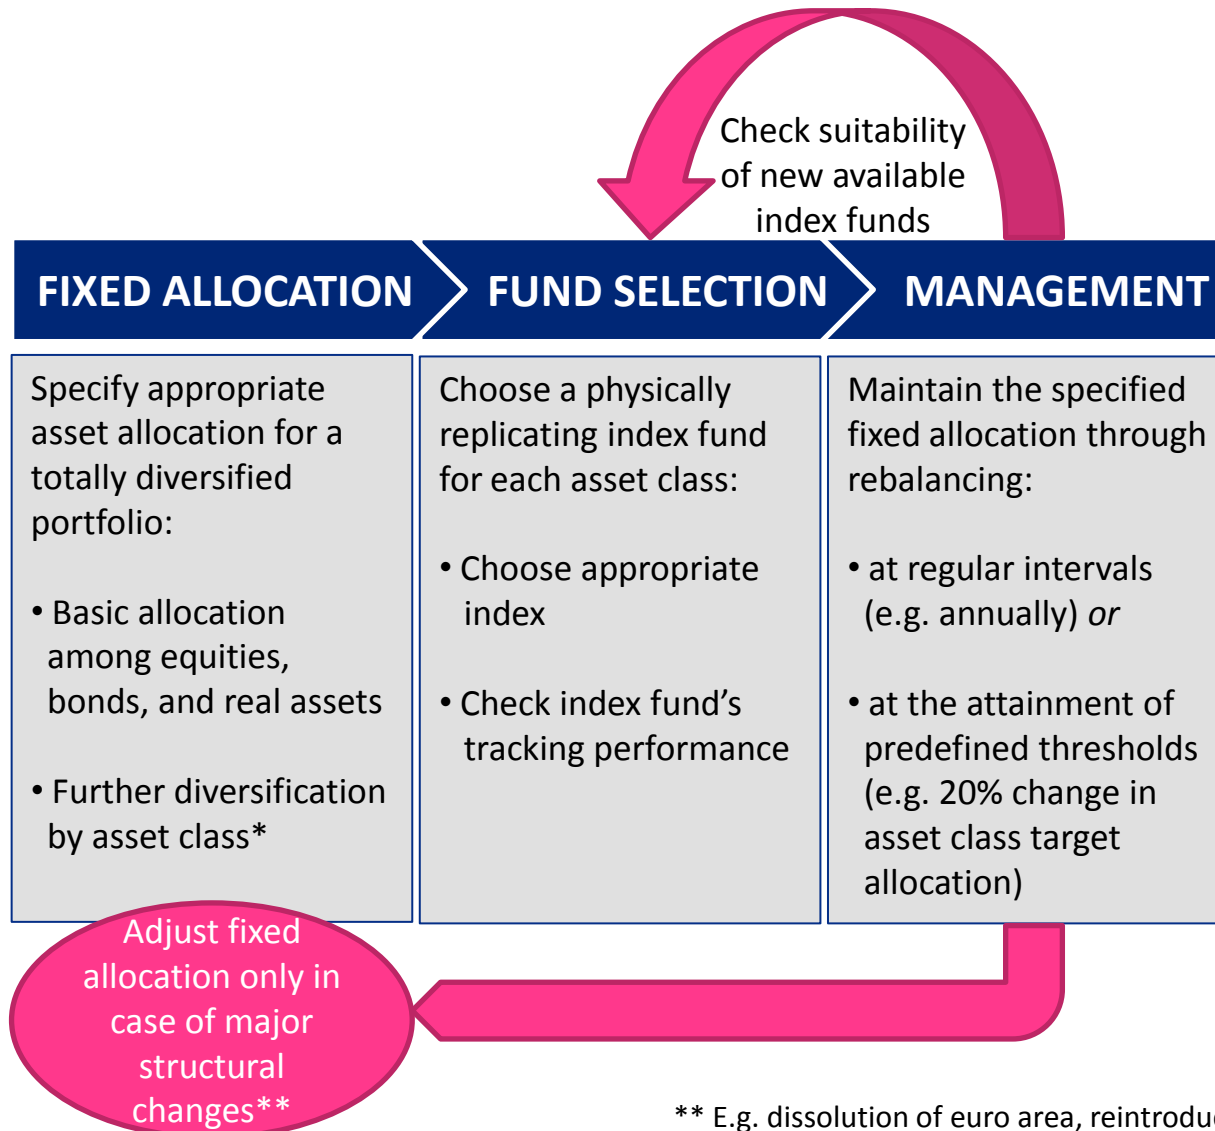 Check suitability
of new available
index funds
FIXED ALLOCATION
FUND SELECTION
MANAGEMENT
Specify appropriate
asset allocation for a
totally diversified
portfolio:
• Basic allocation
among equities,
bonds, and real assets
• Further diversification
by asset class*
Choose a physically
replicating index fund
for each asset class:
• Choose appropriate
index
• Check index fund’s
tracking performance
Maintain the specified
fixed allocation through
rebalancing:
• at regular intervals
(e.g. annually) or
• at the attainment of
predefined thresholds
(e.g. 20% change in
asset class target
allocation)
Adjust fixed
allocation only in
case of major
structural
changes**
** E.g. dissolution of euro area,